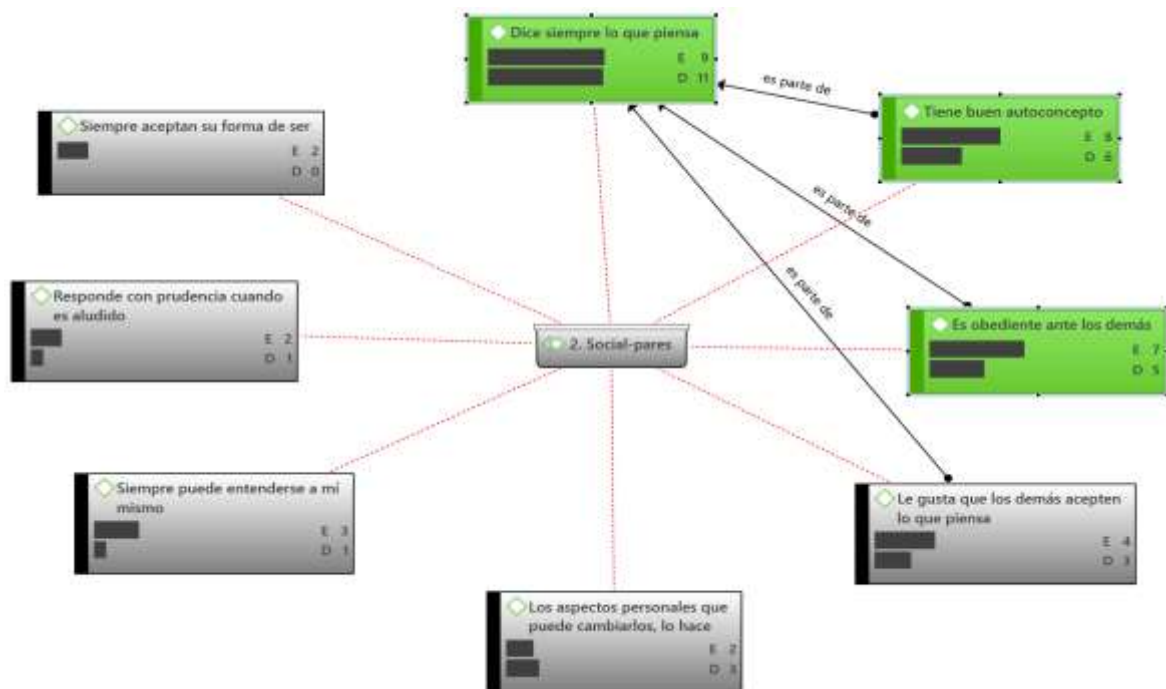 Dice siempre lo que piensa
E 9
D 11
es parte de
Tiene buen autoconcepto
E 8
D 6
Siempre aceptan su forma de ser
E 2
D 0
es parte de
es parte de
Responde con prudencia cuando
es aludido
E 2
D 1
2. Social-pares
Es obediente ante los demás
E 7
D 5
Siempre puede entenderse a mi
mismo
E 3
D 1
Le gusta que los demás acepten
lo que piensa
E 4
D 3
Los aspectos personales que
puede cambiarlos, lo hace
E 2
D 3